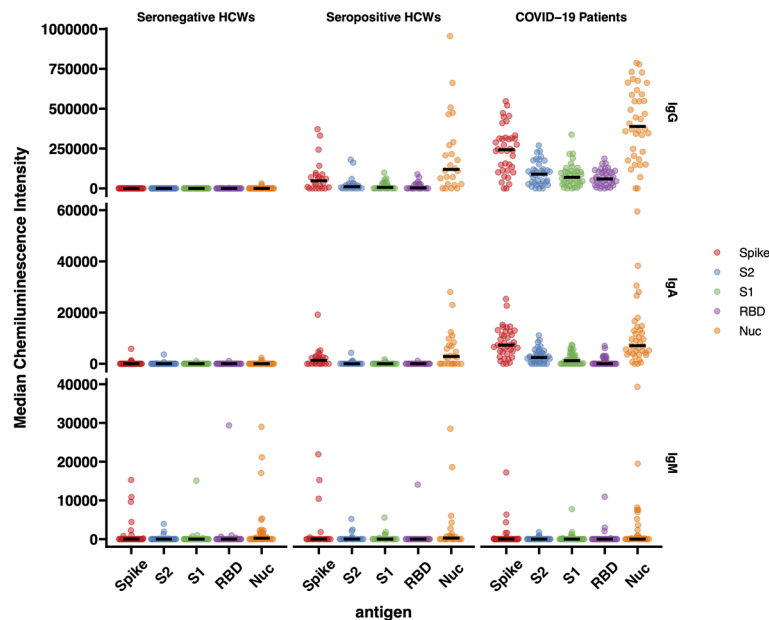 Seronegative HCWs Seropositive HCWs COVID−19 Patients
1000000
750000
500000
250000
0
IgG
60000
40000
20000
0
IgA
40000
30000
20000
10000
0
IgM
Median Chemiluminescence Intensity
Spike S2 S1 RBD Nuc Spike S2 S1 RBD Nuc Spike S2 S1 RBD Nuc
antigen
Spike
S2
S1
RBD
Nuc